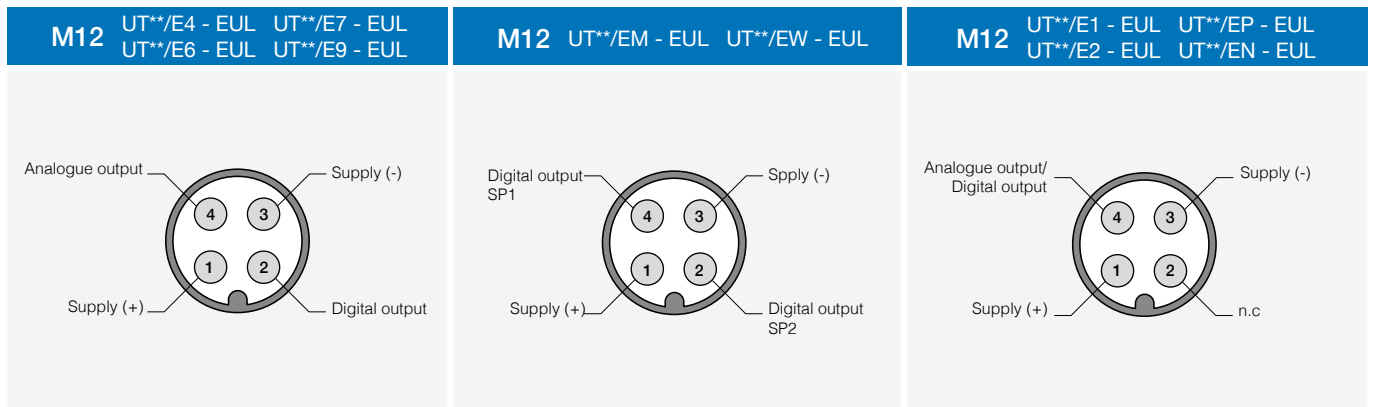 M12 UT**/E4 - EUL UT**/E7 - EUL
UT**/E6 - EUL UT**/E9 - EUL
Analogue output
Supply (-)
4 3
1 2
Supply (+)
Digital output
M12 UT**/EM - EUL UT**/EW - EUL
Digital output
SP1
Spply (-)
4 3
1 2
Supply (+)
Digital output
SP2
M12 UT**/E1 - EUL UT**/EP - EUL
UT**/E2 - EUL UT**/EN - EUL
Analogue output/
Digital output
Supply (-)
4 3
1 2
Supply (+)
n.c